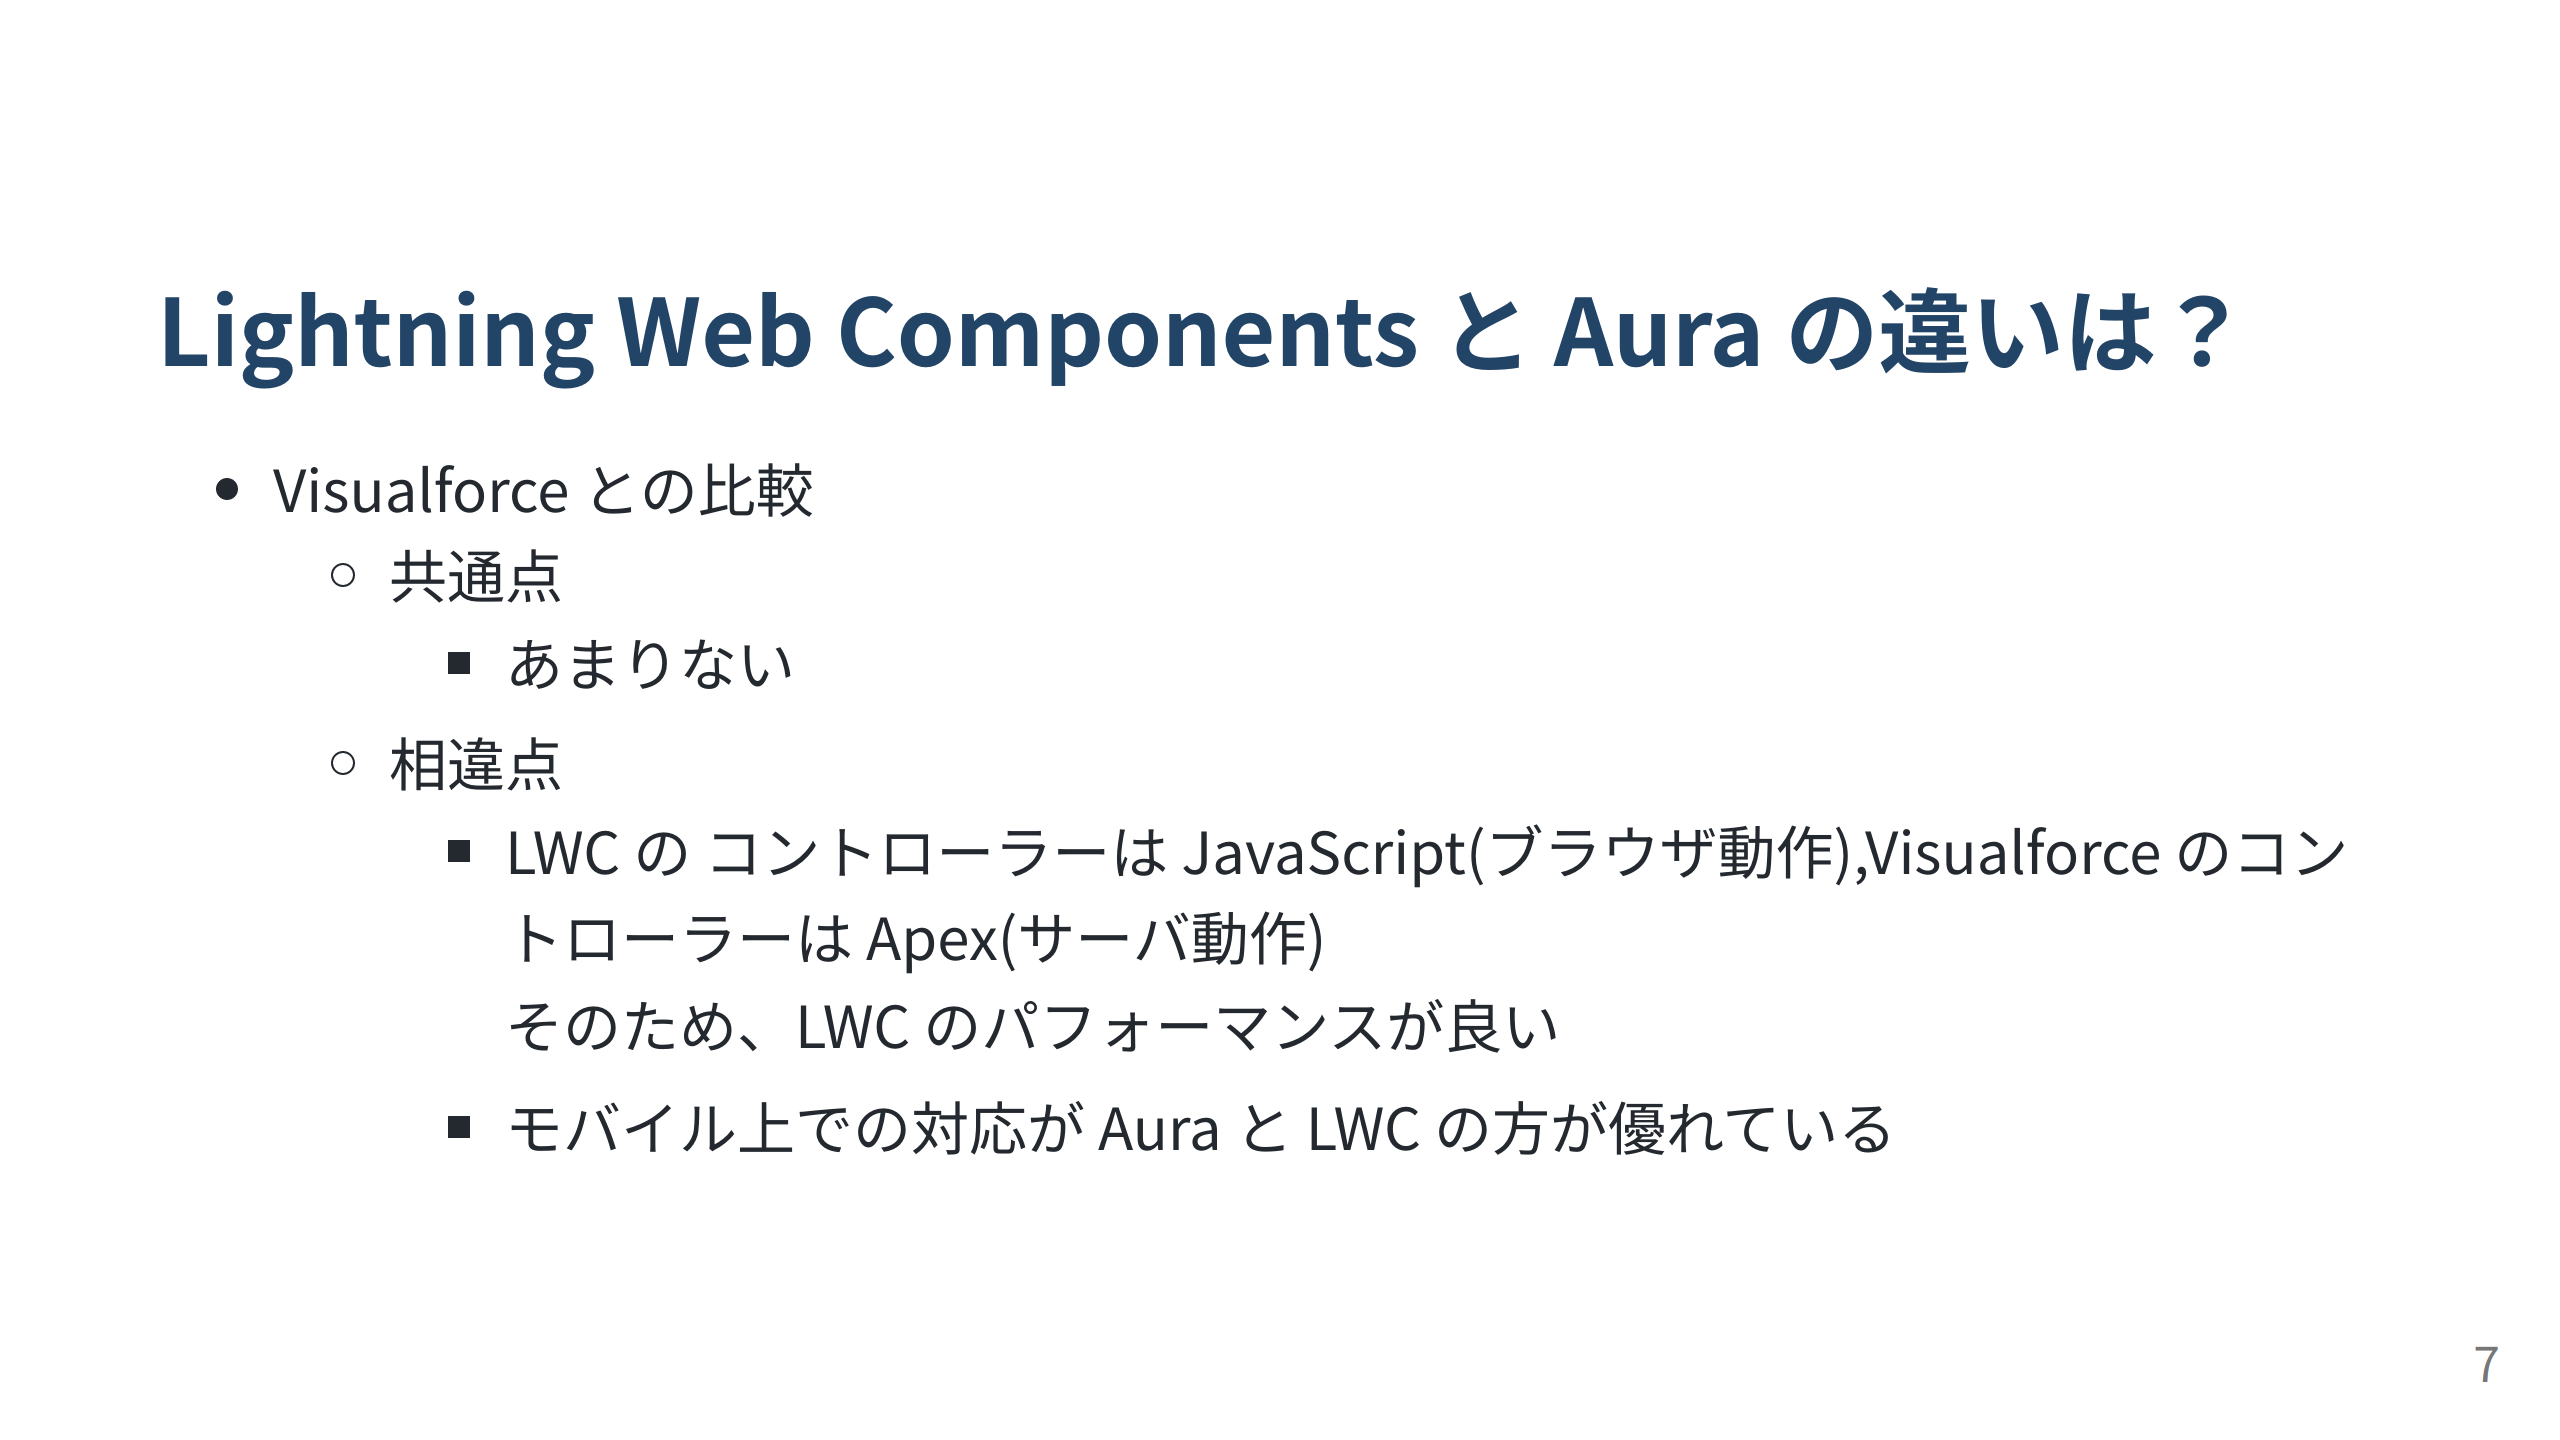 Lightning Web Components と Aura の違いは？
Visualforce との比較
共通点
あまりない
相違点
LWC の コントローラーは JavaScript(ブラウザ動作),Visualforce のコン
トローラーは Apex(サーバ動作)
そのため、LWC のパフォーマンスが良い
モバイル上での対応が Aura と LWC の方が優れている
7